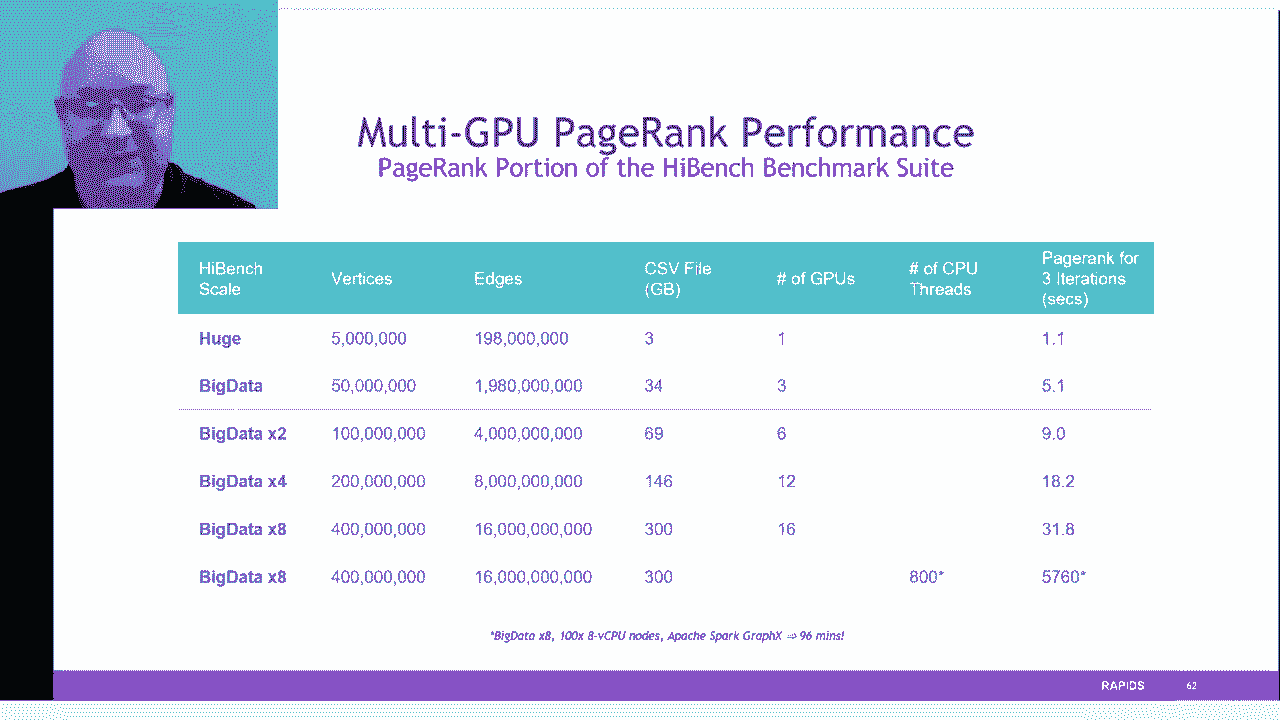 Multi-GPU PageRank Performance
PageRank Portion of the HiBench Benchmark Suite
HiBench Scale Vertices Edges CSV File (GB) # of GPUs # of CPU Threads Pagerank for 3 Iterations (secs)
Huge 5,000,000 198,000,000 3 1 1.1
BigData 50,000,000 1,980,000,000 34 3 5.1
BigData x2 100,000,000 4,000,000,000 69 6 9.0
BigData x4 200,000,000 8,000,000,000 146 12 18.2
BigData x8 400,000,000 16,000,000,000 300 16 31.8
BigData x8 400,000,000 16,000,000,000 300 800* 5760*
*BigData x8, 100x 8-vCPU nodes, Apache Spark GraphX ⇒ 96 mins!
RAPIDS 62